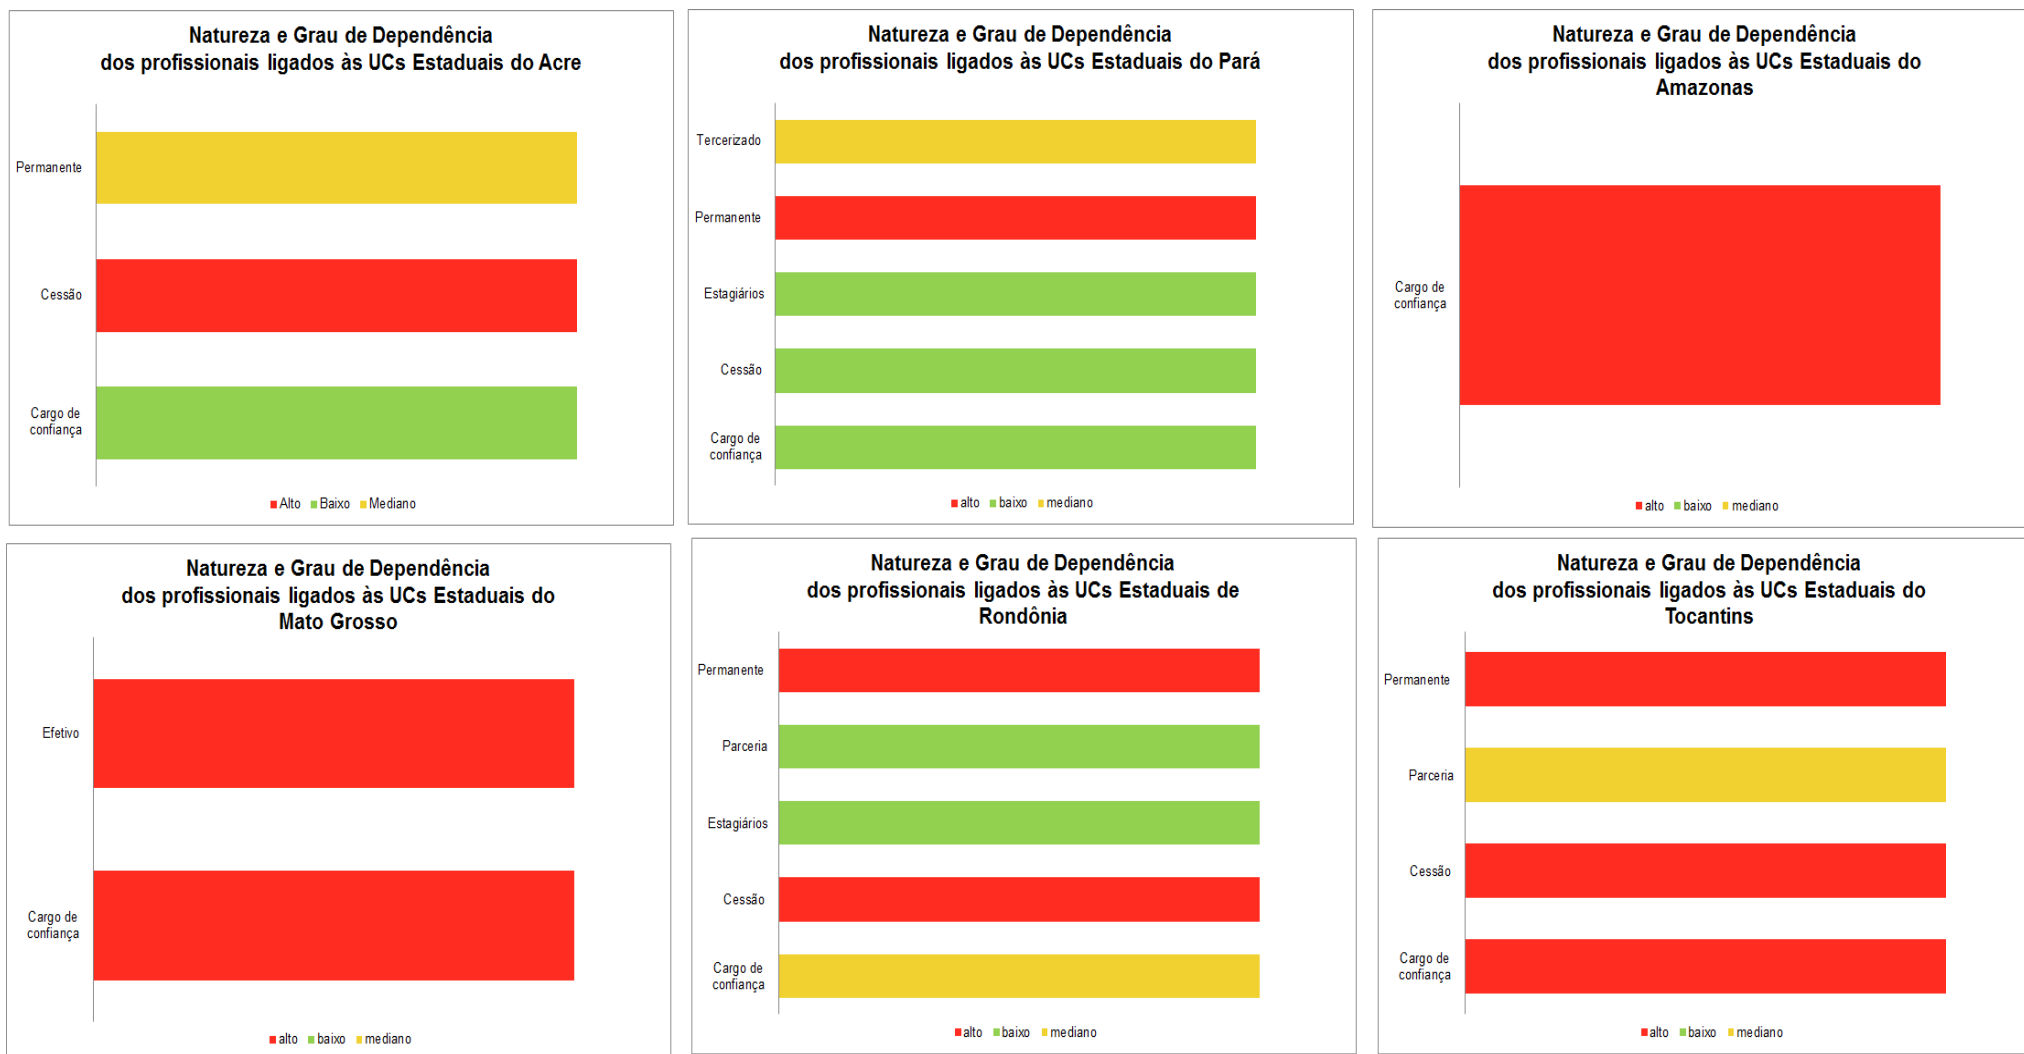 Natureza e Grau de Dependência
dos profissionais ligados às UCs Estaduais do Acre
Permanente
Cessão
Cargo de
confiança
Alto Baixo Mediano
Natureza e Grau de Dependência
dos profissionais ligados às UCs Estaduais do Pará
Tercerizado
Permanente
Estagiários
Cessão
Cargo de
confiança
alto baixo mediano
Natureza e Grau de Dependência
dos profissionais ligados às UCs Estaduais do
Amazonas
Cargo de
confiança
alto baixo mediano
Natureza e Grau de Dependência
dos profissionais ligados às UCs Estaduais do
Mato Grosso
Efetivo
Cargo de
confiança
alto baixo mediano
Natureza e Grau de Dependência
dos profissionais ligados às UCs Estaduais de
Rondônia
Permanente
Parceria
Estagiários
Cessão
Cargo de
confiança
alto baixo mediano
Natureza e Grau de Dependência
dos profissionais ligados às UCs Estaduais do
Tocantins
Permanente
Parceria
Cessão
Cargo de
confiança
alto baixo mediano